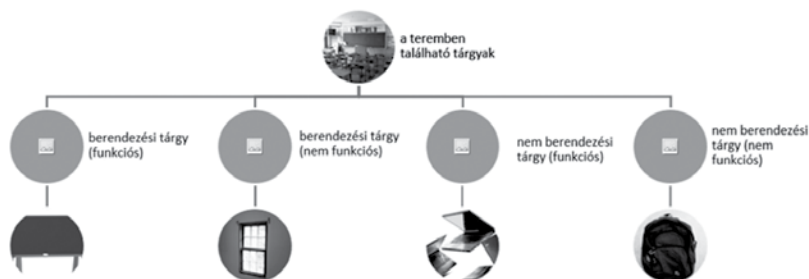 a teremben
található tárgyak
berendezési tárgy
(funkciós)
berendezési tárgy
(nem funkciós)
nem berendezési
tárgy (funkciós)
nem berendezési
tárgy (nem
funkciós)